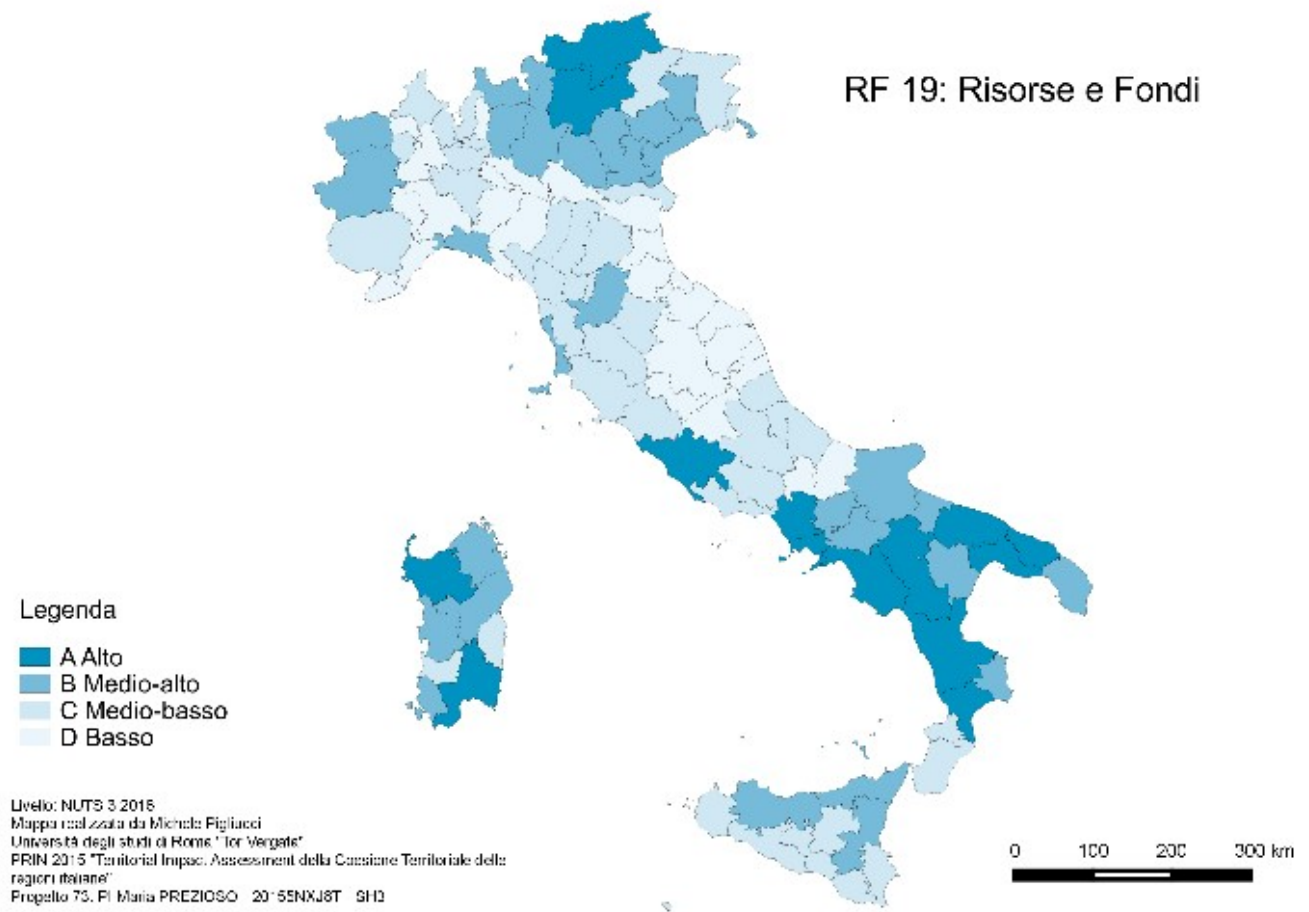 RF 19: Risorse e Fondi
Legenda
A Alto
B Medio-alto
C Medio-basso
D Basso
Livello: NUTS 3 2016
Mappa realizzata da Michele Pigliucci
Università degli studi di Roma "Tor Vergata"
PRIN 2015 "Territorial Impact Assessment della Coesione Territoriale delle
regioni italiane"
Progetto 73. PI Maria PREZIOSO 20155NXJ8T SH3
0 100 200 300 km